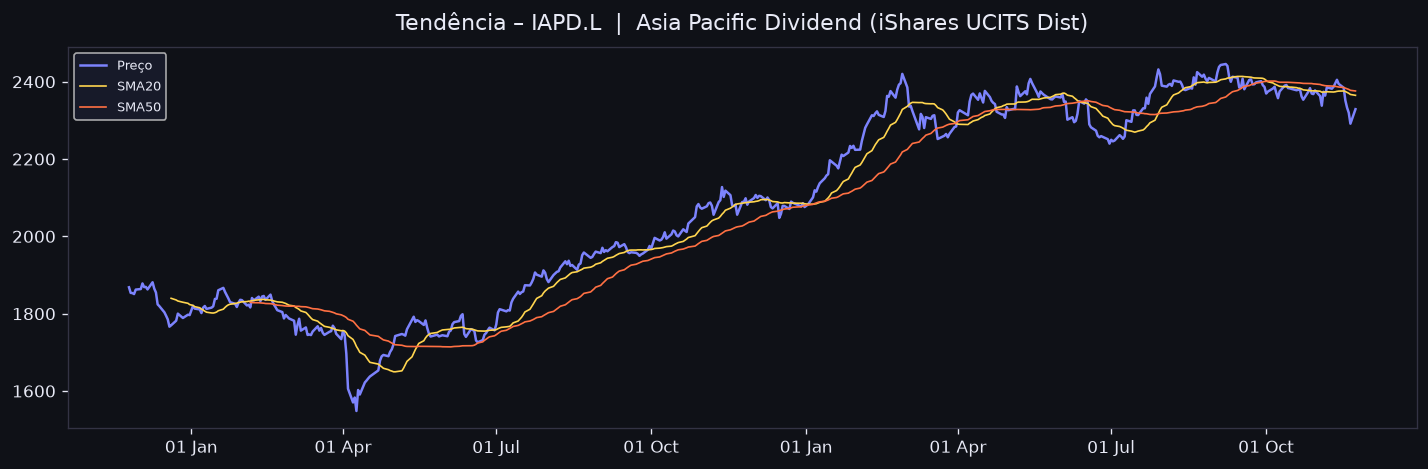 Tendência – IAPD.L | Asia Pacific Dividend (iShares UCITS Dist)
Preço
SMA20
SMA50
2400
2200
2000
1800
1600
01 Jan
01 Apr
01 Jul
01 Oct
01 Jan
01 Apr
01 Jul
01 Oct